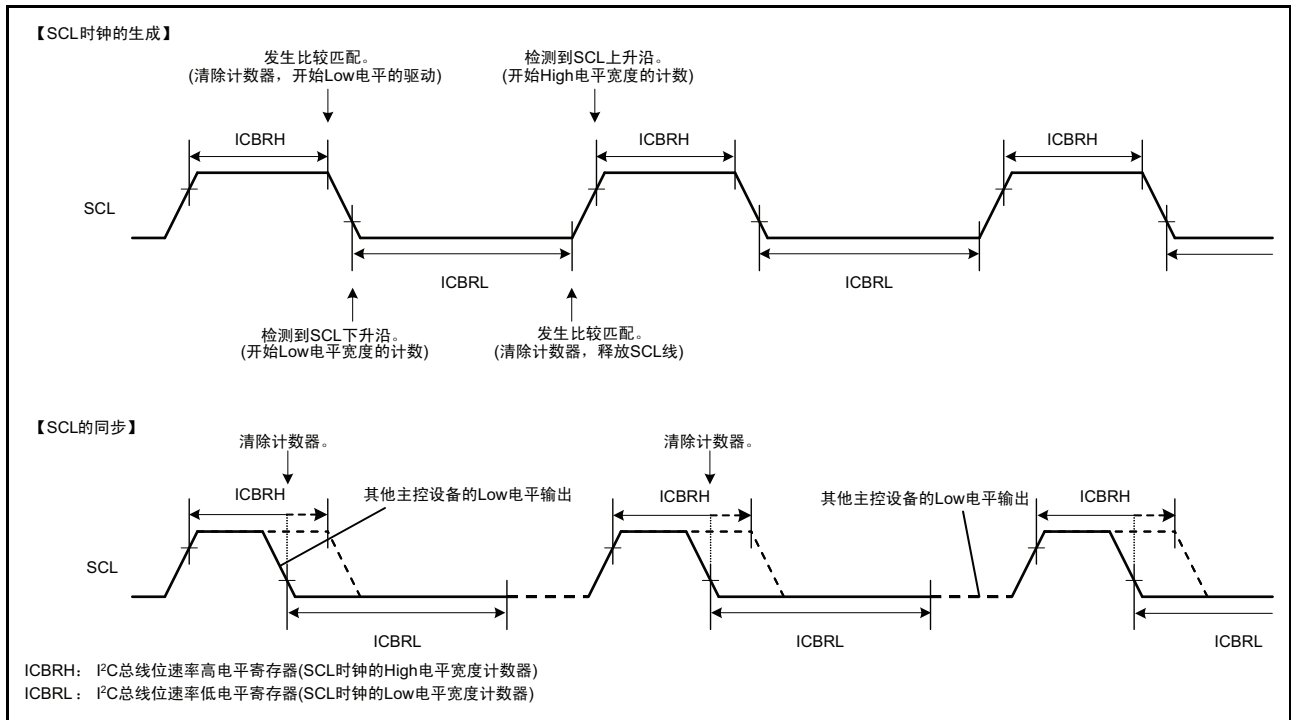 【SCL时钟的生成】
发生比较匹配。
(清除计数器，开始Low电平的驱动)
检测到SCL上升沿。
(开始High电平宽度的计数)
ICBRH
ICBRH
ICBRH
SCL
ICBRL
ICBRL
检测到SCL下升沿。
(开始Low电平宽度的计数)
发生比较匹配。
(清除计数器，释放SCL线)
【SCL的同步】
清除计数器。
清除计数器。
ICBRH
其他主控设备的Low电平输出
ICBRH
其他主控设备的Low电平输出
ICBRH
SCL
ICBRL
ICBRL
ICBRL
ICBRH： I²C总线位速率高电平寄存器(SCL时钟的High电平宽度计数器)
ICBRL： I²C总线位速率低电平寄存器(SCL时钟的Low电平宽度计数器)